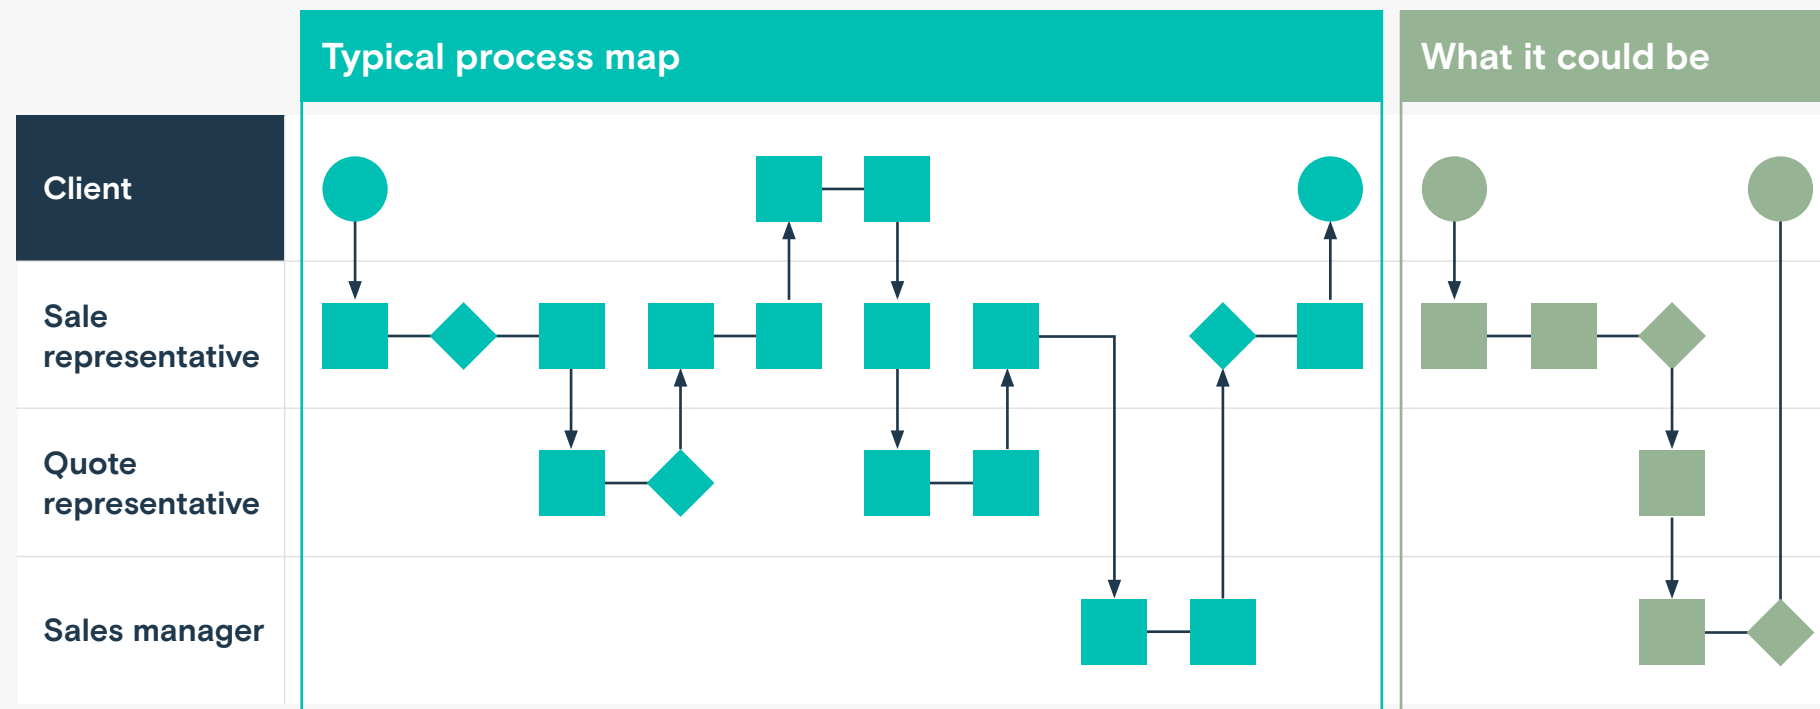 Typical process map
What it could be
Client
Sale
representative
Quote
representative
Sales manager